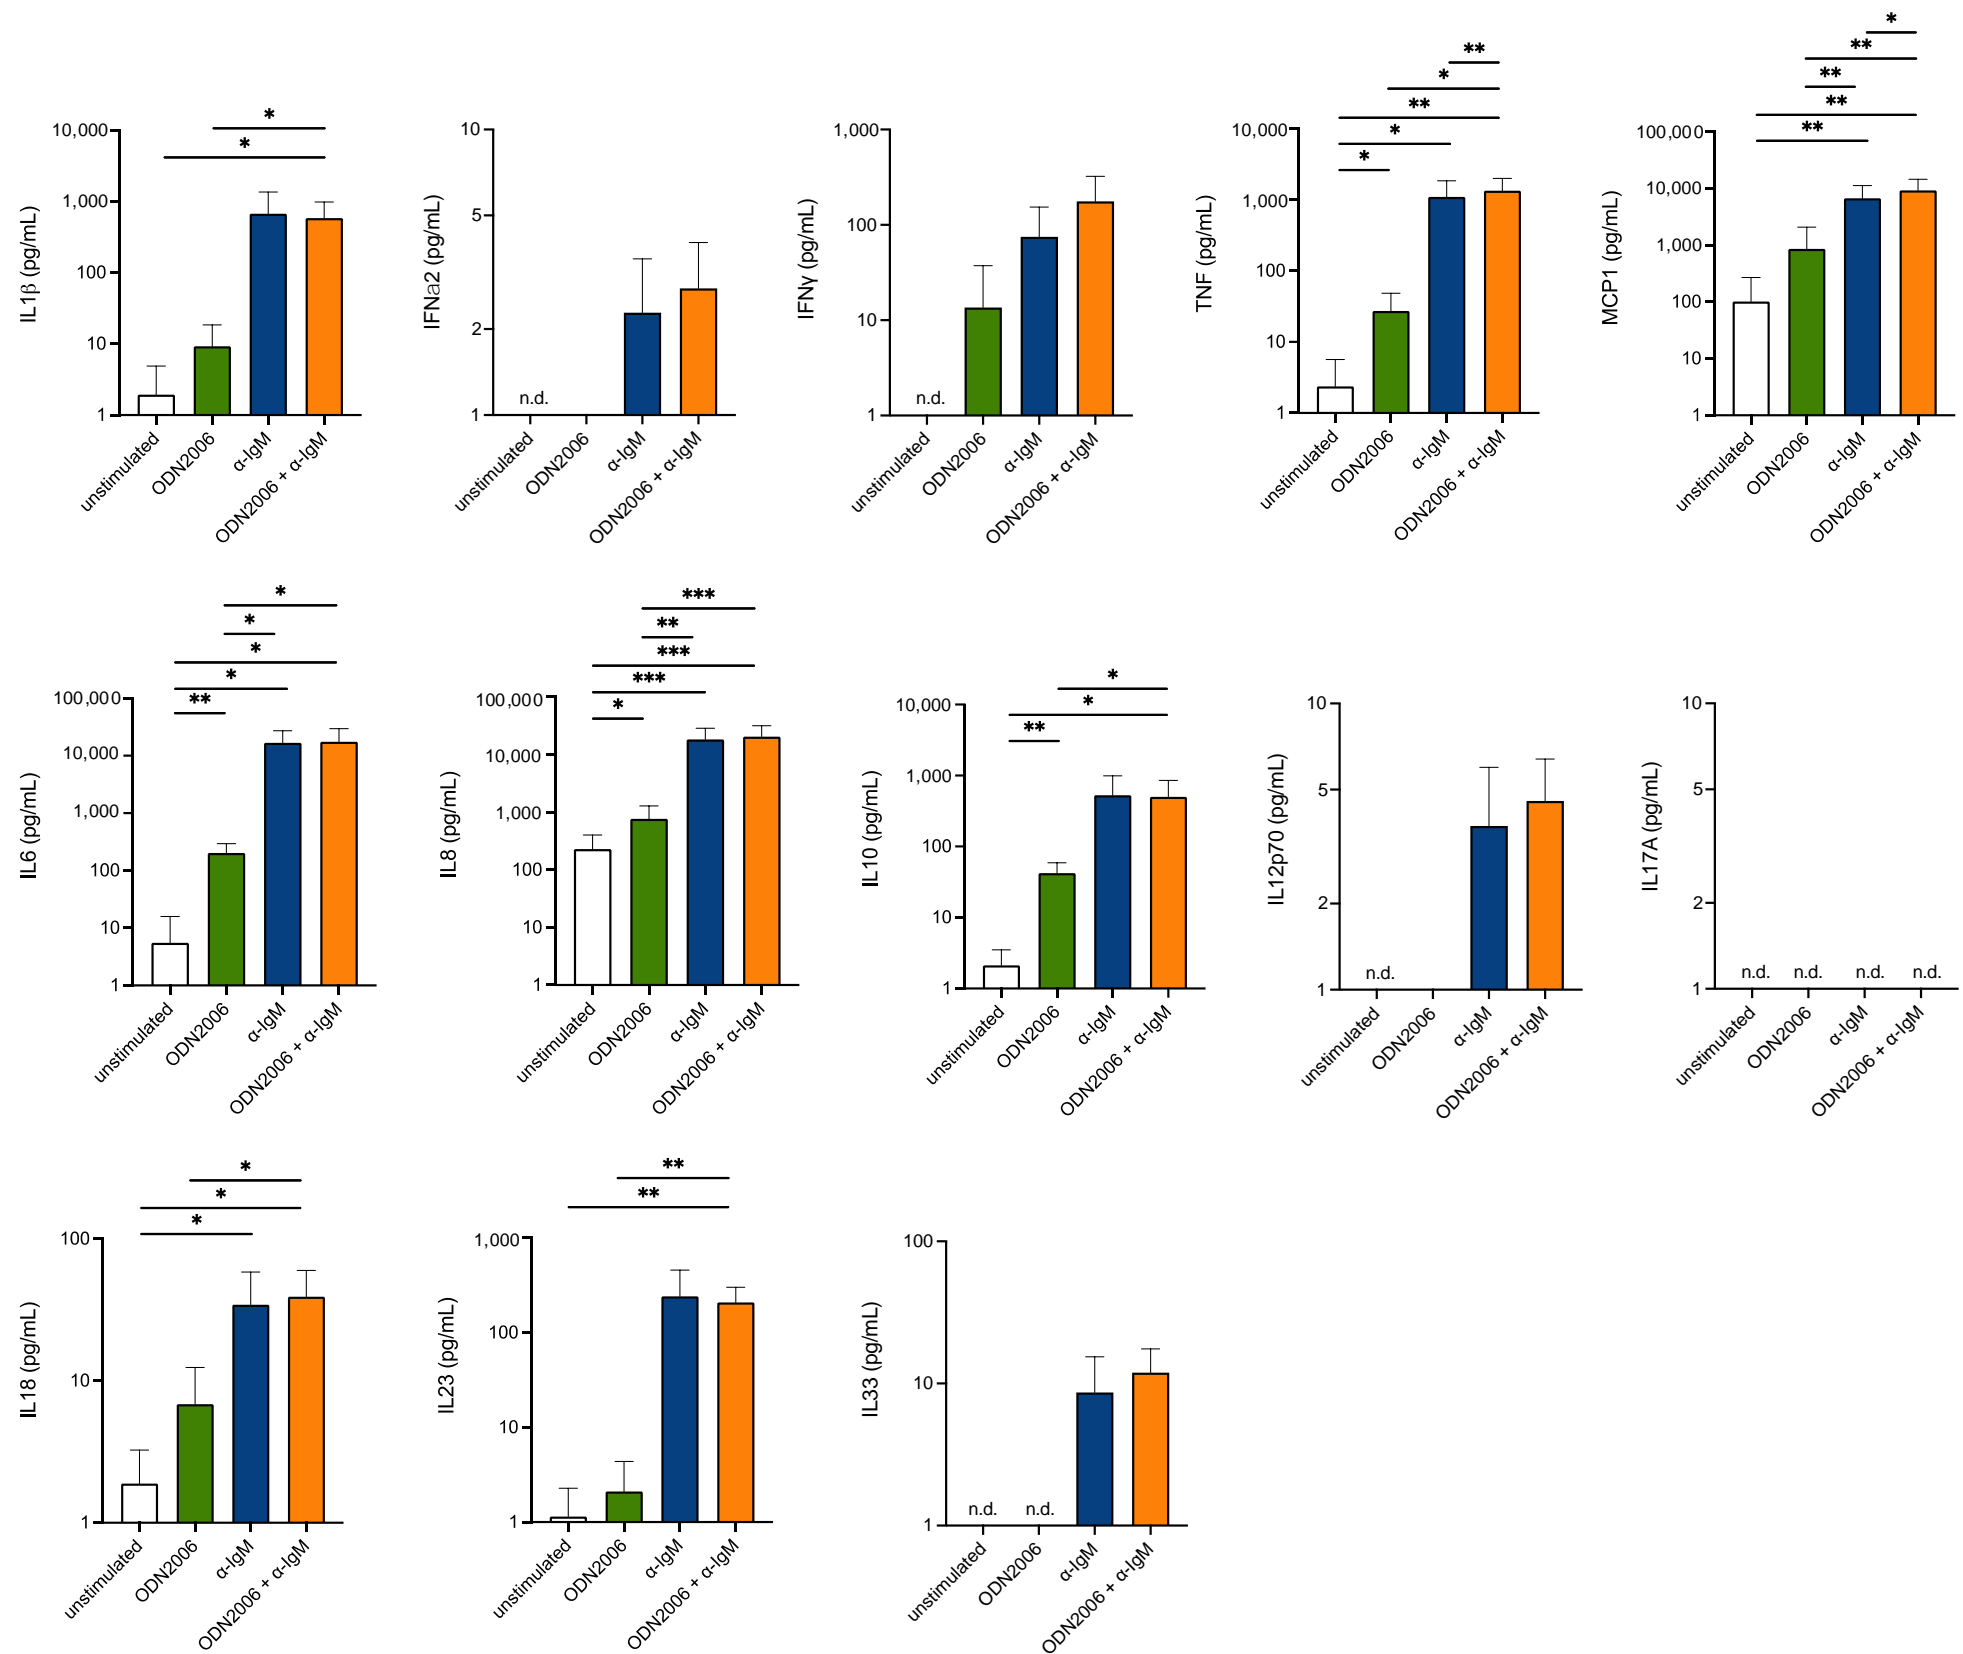 *
** **
* **
** **
* * **
* * **
IL1β (pg/mL)
10,000
1,000
100
10
1
unstimulated
ODN2006
α-IgM
ODN2006 + α-IgM
IFNa2 (pg/mL)
10
5
2
1
n.d.
unstimulated
ODN2006
α-IgM
ODN2006 + α-IgM
IFNγ (pg/mL)
1,000
100
10
1
n.d.
unstimulated
ODN2006
α-IgM
ODN2006 + α-IgM
TNF (pg/mL)
10,000
1,000
100
10
1
unstimulated
ODN2006
α-IgM
ODN2006 + α-IgM
MCP1 (pg/mL)
100,000
10,000
1,000
100
10
1
unstimulated
ODN2006
α-IgM
ODN2006 + α-IgM
*
*
*
*
**
IL6 (pg/mL)
100,000
10,000
1,000
100
10
1
unstimulated
ODN2006
α-IgM
ODN2006 + α-IgM
***
**
***
***
*
IL8 (pg/mL)
100,000
10,000
1,000
100
10
1
unstimulated
ODN2006
α-IgM
ODN2006 + α-IgM
*
*
**
IL10 (pg/mL)
10,000
1,000
100
10
1
unstimulated
ODN2006
α-IgM
ODN2006 + α-IgM
IL12p70 (pg/mL)
10
5
2
1
n.d.
unstimulated
ODN2006
α-IgM
ODN2006 + α-IgM
IL17A (pg/mL)
10
5
2
1
n.d. n.d. n.d. n.d.
unstimulated
ODN2006
α-IgM
ODN2006 + α-IgM
*
*
*
IL18 (pg/mL)
100
10
1
unstimulated
ODN2006
α-IgM
ODN2006 + α-IgM
**
**
IL23 (pg/mL)
1,000
100
10
1
unstimulated
ODN2006
α-IgM
ODN2006 + α-IgM
IL33 (pg/mL)
100
10
1
n.d. n.d.
unstimulated
ODN2006
α-IgM
ODN2006 + α-IgM